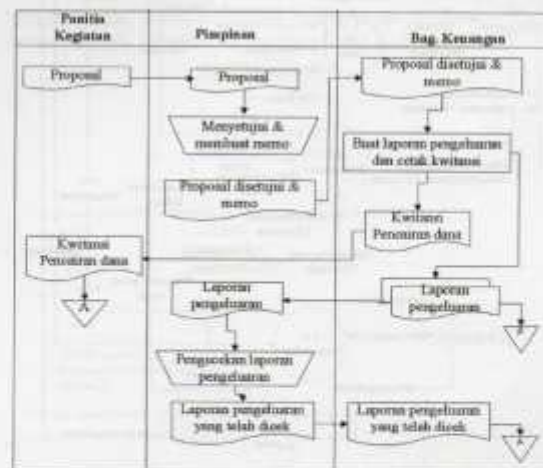 Panitia
Kegiatan
Pimpinan
Bag. Keuangan
Proposal
Proposal
Proposal disetujui &
memo
Menyetujui &
membuat memo
Buat laporan pengeluaran
dan cetak kwitansi
Proposal disetujui &
memo
Kwitansi
Pencairan dana
Kwitansi
Pencairan dana
A
Laporan
pengeluaran
Laporan
pengeluaran
A
Pengecekan laporan
pengeluaran
Laporan pengeluaran
yang telah dicek
Laporan pengeluaran
yang telah dicek
A